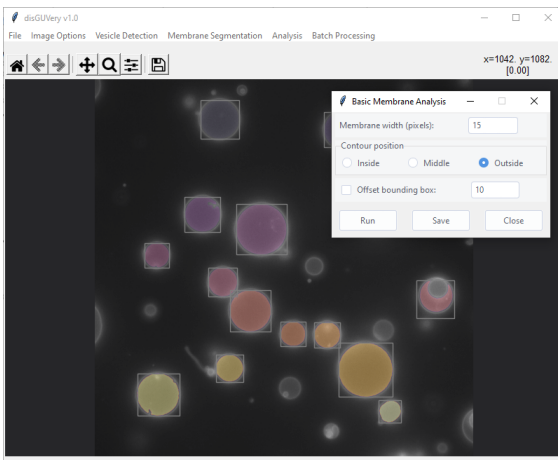 disGUVery v1.0
File Image Options Vesicle Detection Membrane Segmentation Analysis Batch Processing
x=1042. y=1082.
[0.00]
Basic Membrane Analysis
Membrane width (pixels): 15
Contour position
Inside Middle Outside
Offset bounding box: 10
Run Save Close